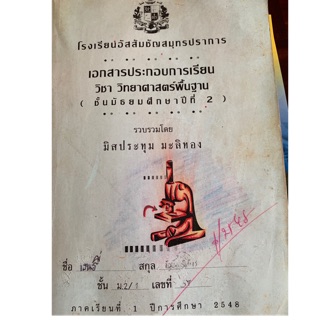 โรงเรียนอัสสัมชัญสมุทรปราการ
เอกสารประกอบการเรียน
วิชา วิทยาศาสตร์พื้นฐาน
( ชั้นมัธยมศึกษาปีที่ 2 )
รวบรวมโดย
มิสประทุม มะลิทอง
ชื่อ สกุล
ชั้น ม.2/1 เลขที่
ภาคเรียนที่ 1 ปีการศึกษา 2548